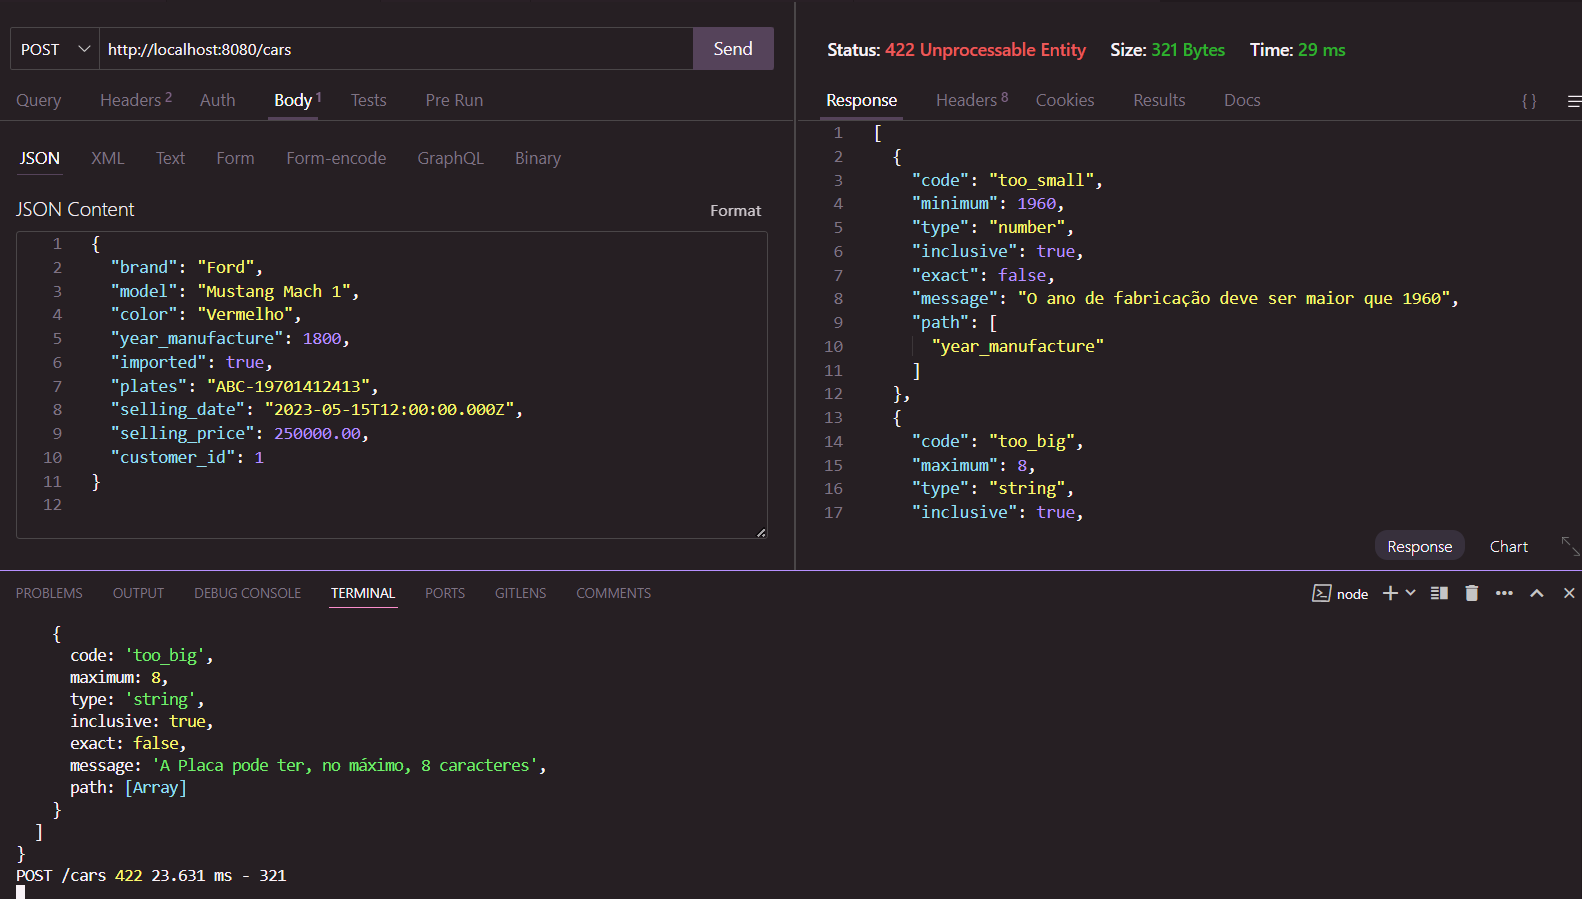 POST http://localhost:8080/cars Send
Query Headers 2 Auth Body 1 Tests Pre Run
JSON XML Text Form Form-encode GraphQL Binary
JSON Content Format
1 {
2 "brand": "Ford",
3 "model": "Mustang Mach 1",
4 "color": "Vermelho",
5 "year_manufacture": 1800,
6 "imported": true,
7 "plates": "ABC-19701412413",
8 "selling_date": "2023-05-15T12:00:00.000Z",
9 "selling_price": 250000.00,
10 "customer_id": 1
11 }
12
Status: 422 Unprocessable Entity Size: 321 Bytes Time: 29 ms
Response Headers 8 Cookies Results Docs { }
1 [
2 {
3 "code": "too_small",
4 "minimum": 1960,
5 "type": "number",
6 "inclusive": true,
7 "exact": false,
8 "message": "O ano de fabricação deve ser maior que 1960",
9 "path": [
10 "year_manufacture"
11 ]
12 },
13 {
14 "code": "too_big",
15 "maximum": 8,
16 "type": "string",
17 "inclusive": true,
Response Chart
PROBLEMS OUTPUT DEBUG CONSOLE TERMINAL PORTS GITLENS COMMENTS node
{
code: 'too_big',
maximum: 8,
type: 'string',
inclusive: true,
exact: false,
message: 'A Placa pode ter, no máximo, 8 caracteres',
path: [Array]
}
]
}
POST /cars 422 23.631 ms - 321